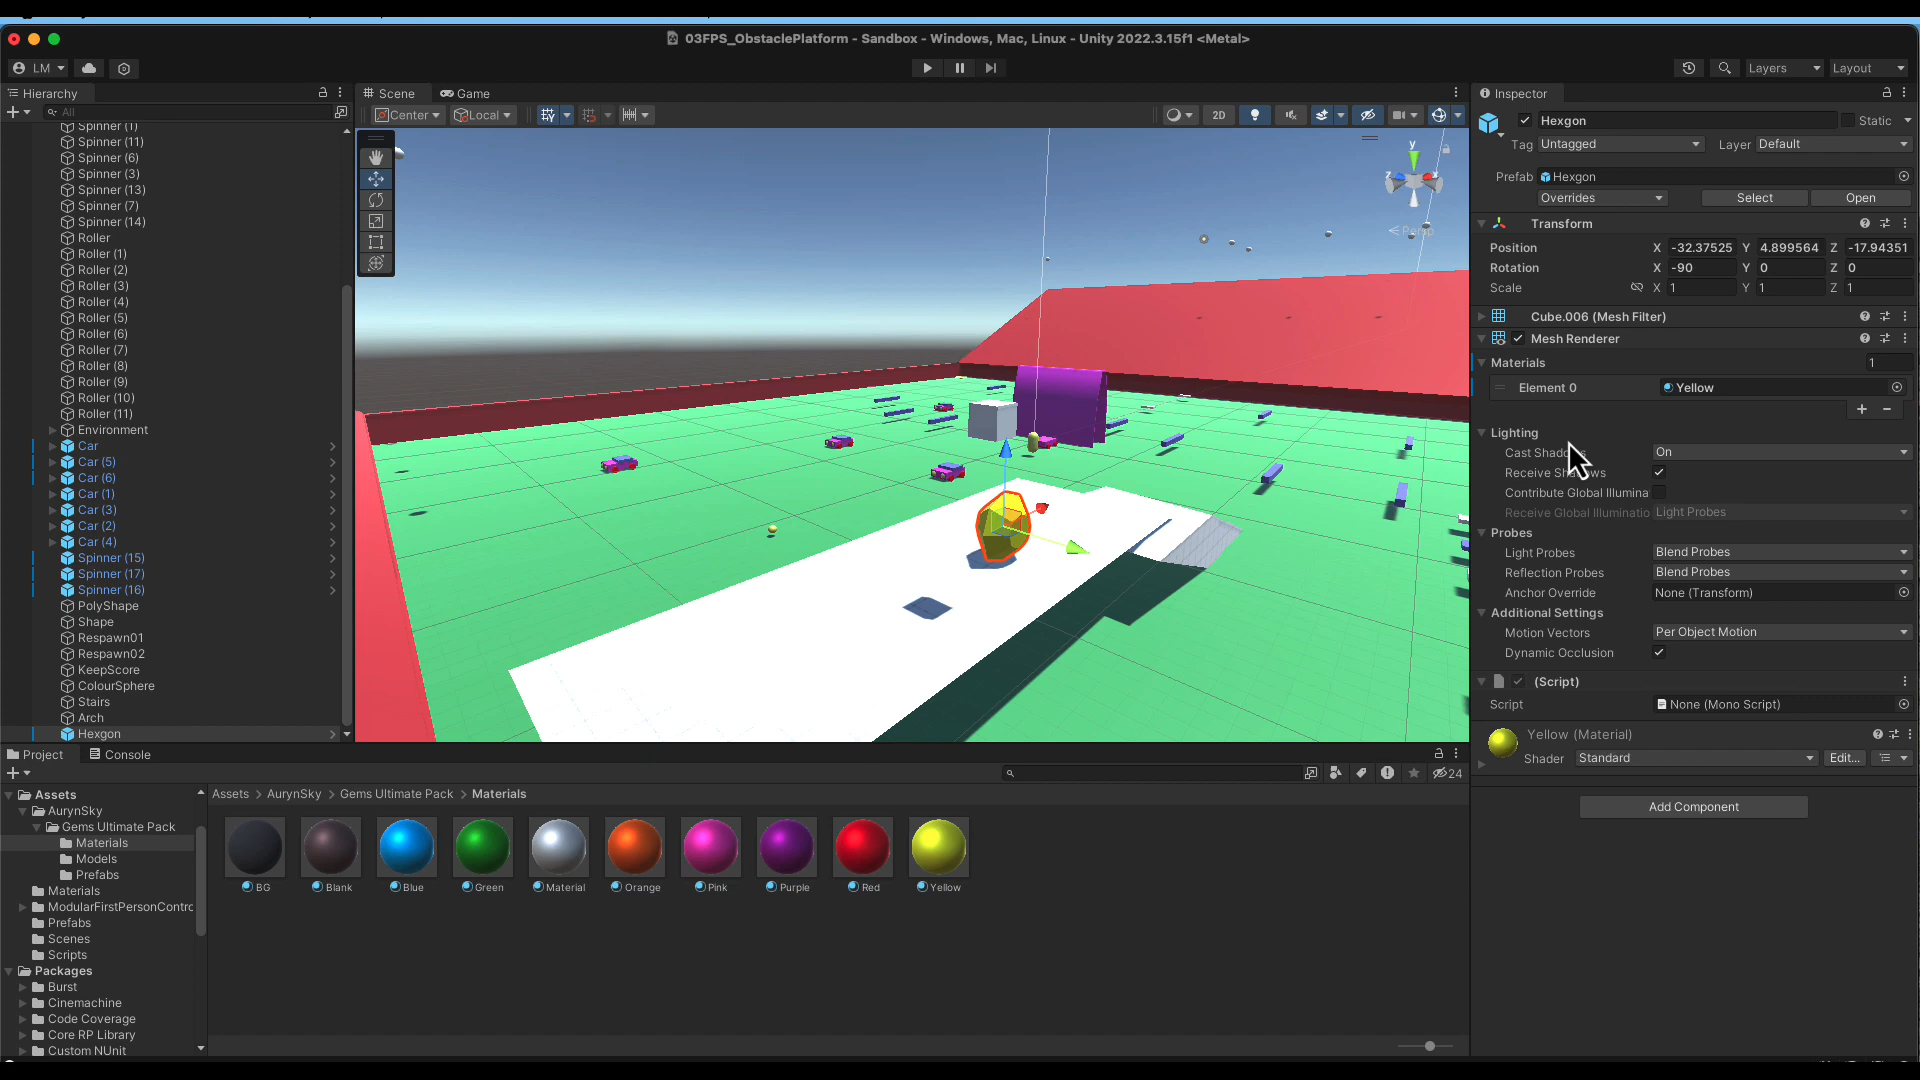 03FPS_ObstaclePlatform - Sandbox - Windows, Mac, Linux - Unity 2022.3.15f1 <Metal>
LM
Layers
Layout
Hierarchy
All
Spinner (1)
Spinner (11)
Spinner (6)
Spinner (3)
Spinner (13)
Spinner (7)
Spinner (14)
Roller
Roller (1)
Roller (2)
Roller (3)
Roller (4)
Roller (5)
Roller (6)
Roller (7)
Roller (8)
Roller (9)
Roller (10)
Roller (11)
Environment
Car
Car (5)
Car (6)
Car (1)
Car (3)
Car (2)
Car (4)
Spinner (15)
Spinner (17)
Spinner (16)
PolyShape
Shape
Respawn01
Respawn02
KeepScore
ColourSphere
Stairs
Arch
Hexgon
Scene
Game
Center
Local
2D
y
z
x
< Persp
Inspector
Hexgon
Static
Tag Untagged
Layer Default
Prefab Hexgon
Overrides
Select
Open
Transform
Position X -32.37525 Y 4.899564 Z -17.94351
Rotation X -90 Y 0 Z 0
Scale X 1 Y 1 Z 1
Cube.006 (Mesh Filter)
Mesh Renderer
Materials 1
Element 0 Yellow
Lighting
Cast Shadows On
Receive Shadows
Contribute Global Illumina
Receive Global Illuminatio Light Probes
Probes
Light Probes Blend Probes
Reflection Probes Blend Probes
Anchor Override None (Transform)
Additional Settings
Motion Vectors Per Object Motion
Dynamic Occlusion
(Script)
Script None (Mono Script)
Yellow (Material)
Shader Standard Edit...
Add Component
Project
Console
24
Assets
AurynSky
Gems Ultimate Pack
Materials
Models
Prefabs
Materials
ModularFirstPersonContro
Prefabs
Scenes
Scripts
Packages
Burst
Cinemachine
Code Coverage
Core RP Library
Custom NUnit
Assets > AurynSky > Gems Ultimate Pack > Materials
BG
Blank
Blue
Green
Material
Orange
Pink
Purple
Red
Yellow